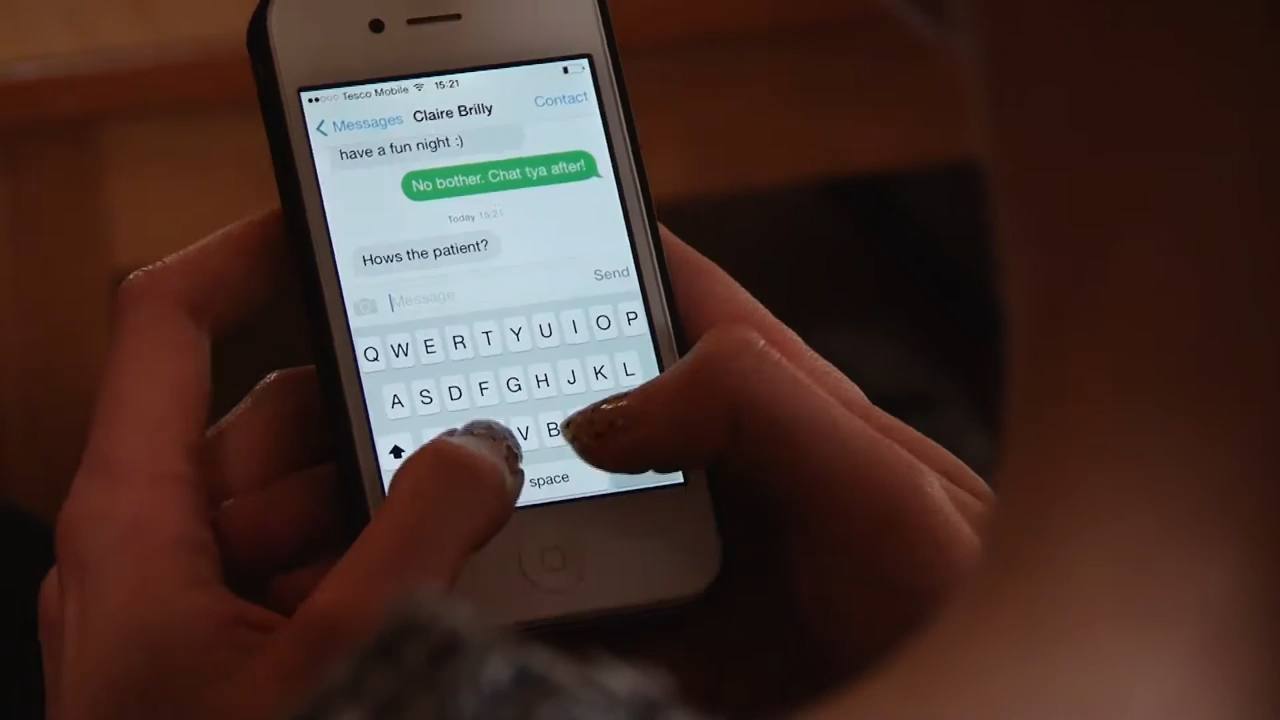 Tesco Mobile 15:21
Messages Claire Brilly Contact
have a fun night :)
No bother. Chat tya after!
Today 15:21
Hows the patient?
Message Send
Q W E R T Y U I O P
A S D F G H J K L
V B
space